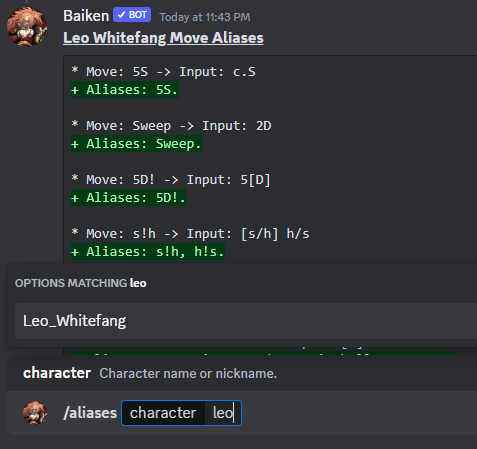 Baiken ✓ BOT Today at 11:43 PM
Leo Whitefang Move Aliases
* Move: 5S -> Input: c.S
+ Aliases: 5S.
* Move: Sweep -> Input: 2D
+ Aliases: Sweep.
* Move: 5D! -> Input: 5[D]
+ Aliases: 5D!.
* Move: s!h -> Input: [s/h] h/s
+ Aliases: s!h, h!s.
OPTIONS MATCHING leo
Leo_Whitefang
character Character name or nickname.
/aliases character leo